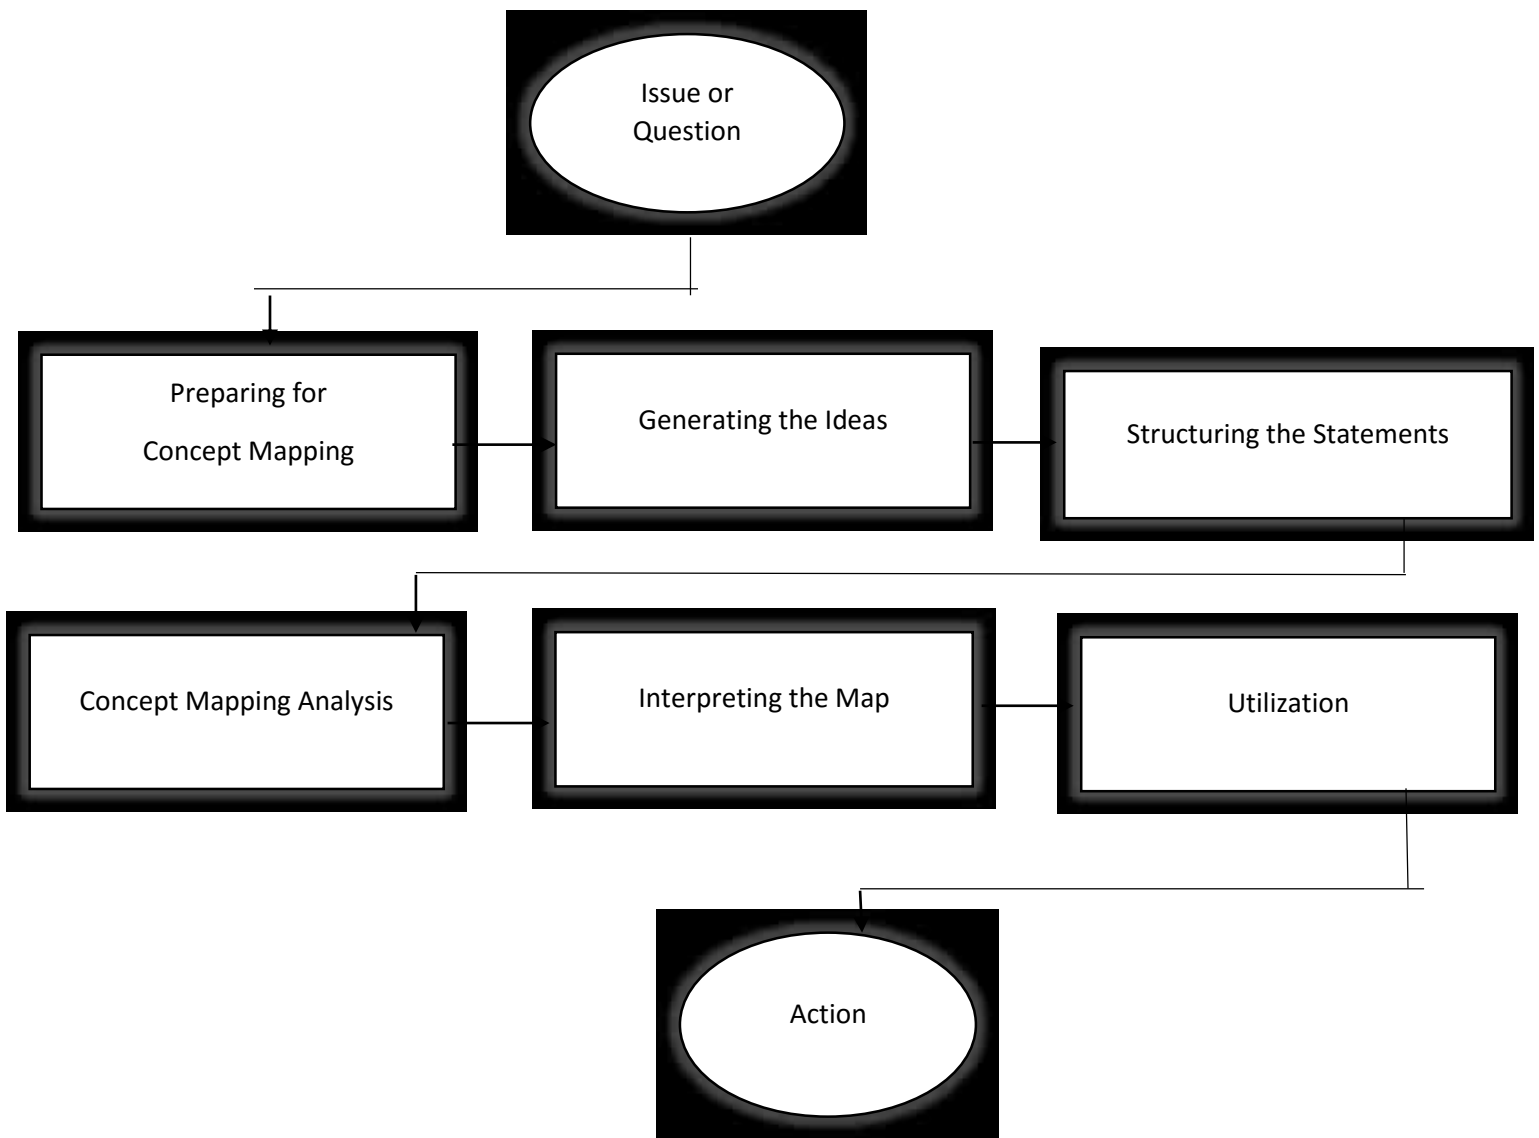 Issue or
Question
Preparing for
Concept Mapping
Generating the Ideas
Structuring the Statements
Concept Mapping Analysis
Interpreting the Map
Utilization
Action